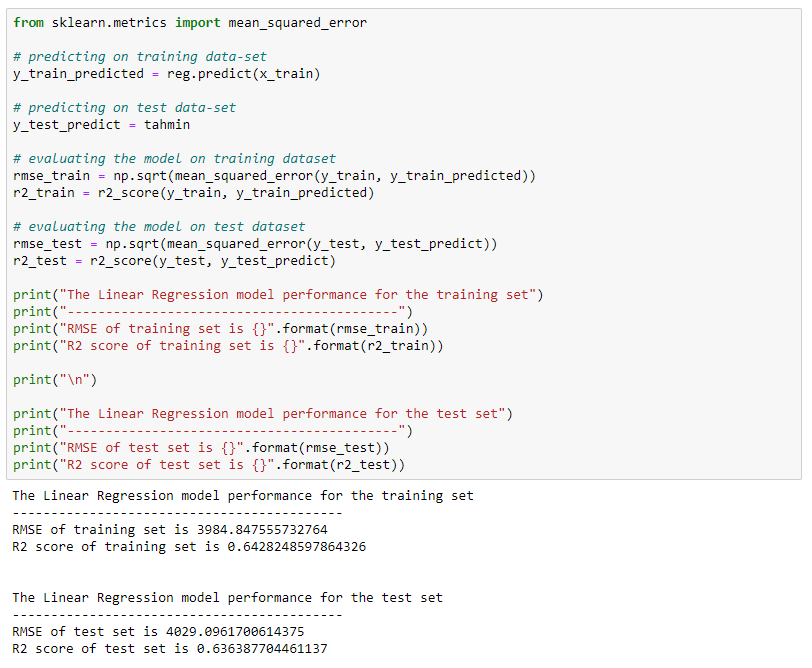 from sklearn.metrics import mean_squared_error
# predicting on training data-set
y_train_predicted = reg.predict(x_train)
# predicting on test data-set
y_test_predict = tahmin
# evaluating the model on training dataset
rmse_train = np.sqrt(mean_squared_error(y_train, y_train_predicted))
r2_train = r2_score(y_train, y_train_predicted)
# evaluating the model on test dataset
rmse_test = np.sqrt(mean_squared_error(y_test, y_test_predict))
r2_test = r2_score(y_test, y_test_predict)
print("The Linear Regression model performance for the training set")
print("-------------------------------------------")
print("RMSE of training set is {}".format(rmse_train))
print("R2 score of training set is {}".format(r2_train))
print("\n")
print("The Linear Regression model performance for the test set")
print("-------------------------------------------")
print("RMSE of test set is {}".format(rmse_test))
print("R2 score of test set is {}".format(r2_test))
The Linear Regression model performance for the training set
-------------------------------------------
RMSE of training set is 3984.847555732764
R2 score of training set is 0.6428248597864326
The Linear Regression model performance for the test set
-------------------------------------------
RMSE of test set is 4029.0961700614375
R2 score of test set is 0.636387704461137